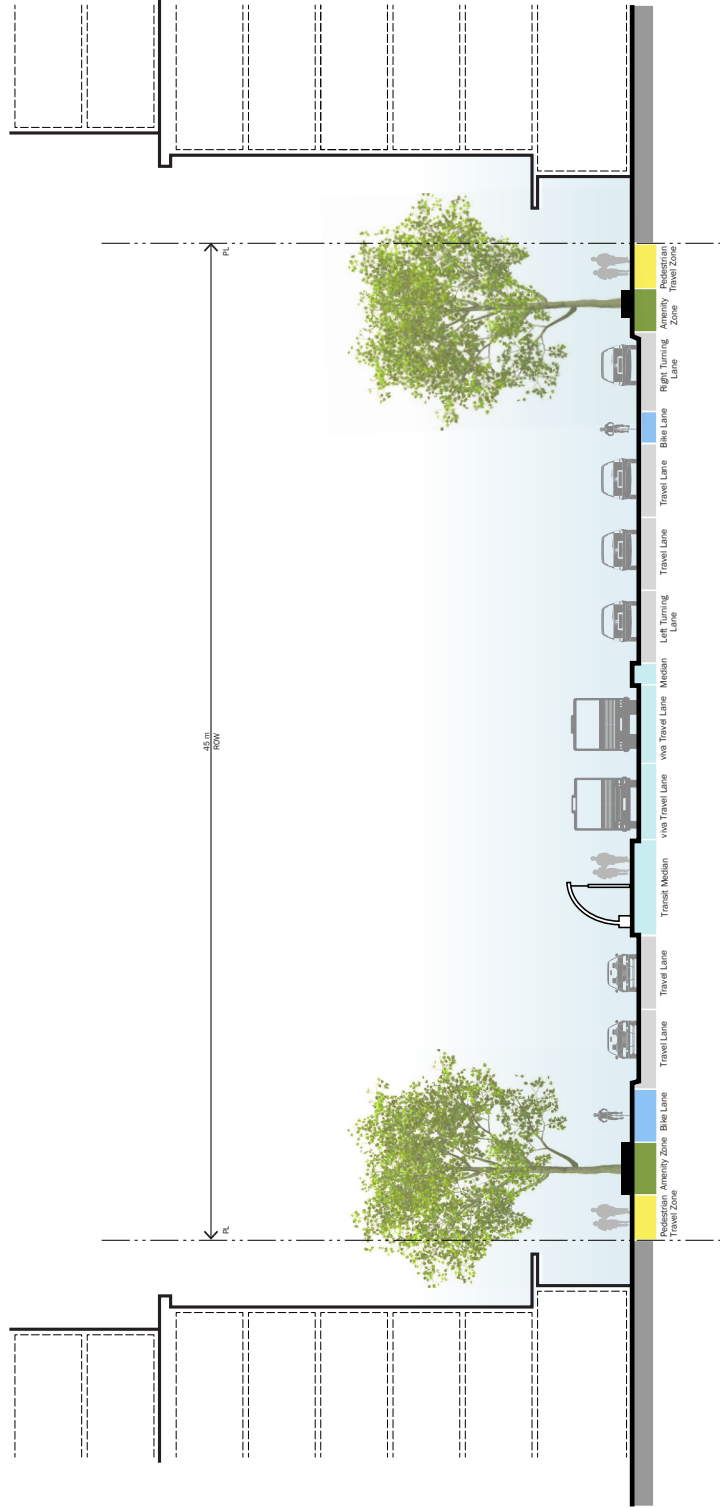 PL
45 m
ROW
PL
Pedestrian
Travel Zone
Amenity Zone
Bike Lane
Travel Lane
Travel Lane
Transit Median
viva Travel Lane
viva Travel Lane
Median
Left Turning
Lane
Travel Lane
Travel Lane
Bike Lane
Right Turning
Lane
Amenity
Zone
Pedestrian
Travel Zone